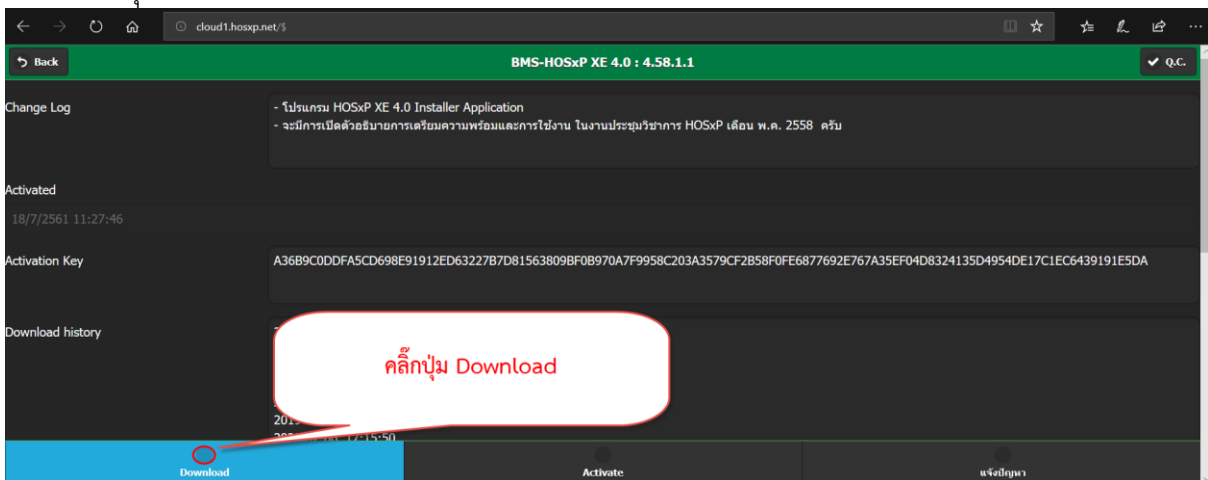 cloud1.hosxp.net/$
Back
BMS-HOSxP XE 4.0 : 4.58.1.1
Q.C.
Change Log
- โปรแกรม HOSxP XE 4.0 Installer Application
- จะมีการเปิดตัวอธิบายการเตรียมความพร้อมและการใช้งาน ในงานประชุมวิชาการ HOSxP เดือน พ.ค. 2558 ครับ
Activated
18/7/2561 11:27:46
Activation Key
A36B9C0DDFA5CD698E91912ED63227B7D81563809BF0B970A7F9958C203A3579CF2B58F0FE6877692E767A35EF04D8324135D4954DE17C1EC6439191E5DA
Download history
คลิ๊กปุ่ม Download
Download
Activate
แจ้งปัญหา